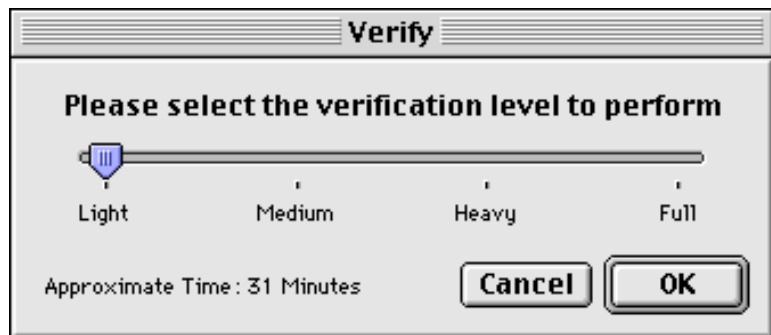 Verify
Please select the verification level to perform
Light Medium Heavy Full
Approximate Time: 31 Minutes Cancel OK